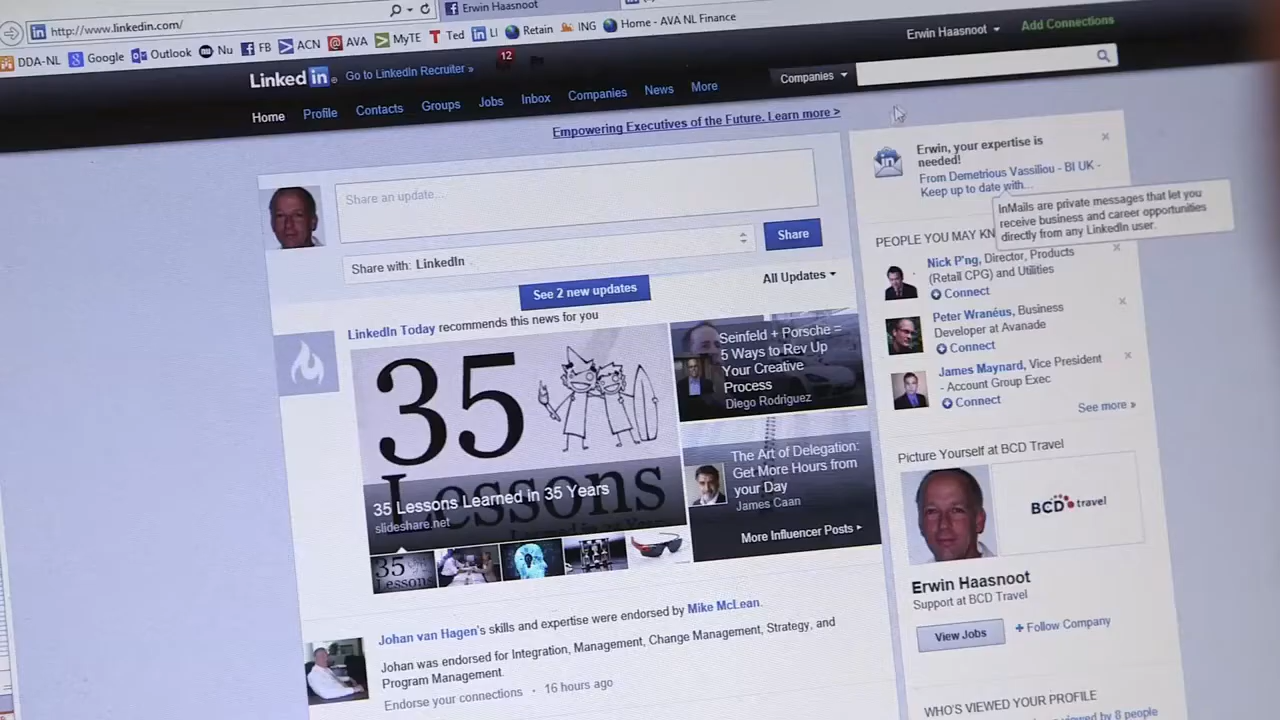 Erwin Haasnoot
http://www.linkedin.com/
DDA-NL Google Outlook Nu FB ACN AVA MyTE Ted LI Retain ING Home - AVA NL Finance
Erwin Haasnoot
Add Connections
LinkedIn
Go to LinkedIn Recruiter »
12
Companies
Home Profile Contacts Groups Jobs Inbox Companies News More
Empowering Executives of the Future. Learn more >
Share an update...
Share with: LinkedIn
Share
See 2 new updates
All Updates
LinkedIn Today recommends this news for you
35
Lessons
35 Lessons Learned in 35 Years
slideshare.net
35
Lessons
Seinfeld + Porsche =
5 Ways to Rev Up
Your Creative
Process
Diego Rodriguez
The Art of Delegation:
Get More Hours from
your Day
James Caan
More Influencer Posts
Johan van Hagen's skills and expertise were endorsed by Mike McLean.
Johan was endorsed for Integration, Management, Change Management, Strategy, and
Program Management.
Endorse your connections · 16 hours ago
Erwin, your expertise is
needed!
From Demetrious Vassiliou - BI UK -
Keep up to date with...
InMails are private messages that let you
receive business and career opportunities
directly from any LinkedIn user.
PEOPLE YOU MAY KN
Nick P'ng, Director, Products
(Retail CPG) and Utilities
Connect
Peter Wranéus, Business
Developer at Avanade
Connect
James Maynard, Vice President
- Account Group Exec
Connect
See more »
Picture Yourself at BCD Travel
BCD travel
Erwin Haasnoot
Support at BCD Travel
View Jobs
+ Follow Company
WHO'S VIEWED YOUR PROFILE
viewed by 8 people